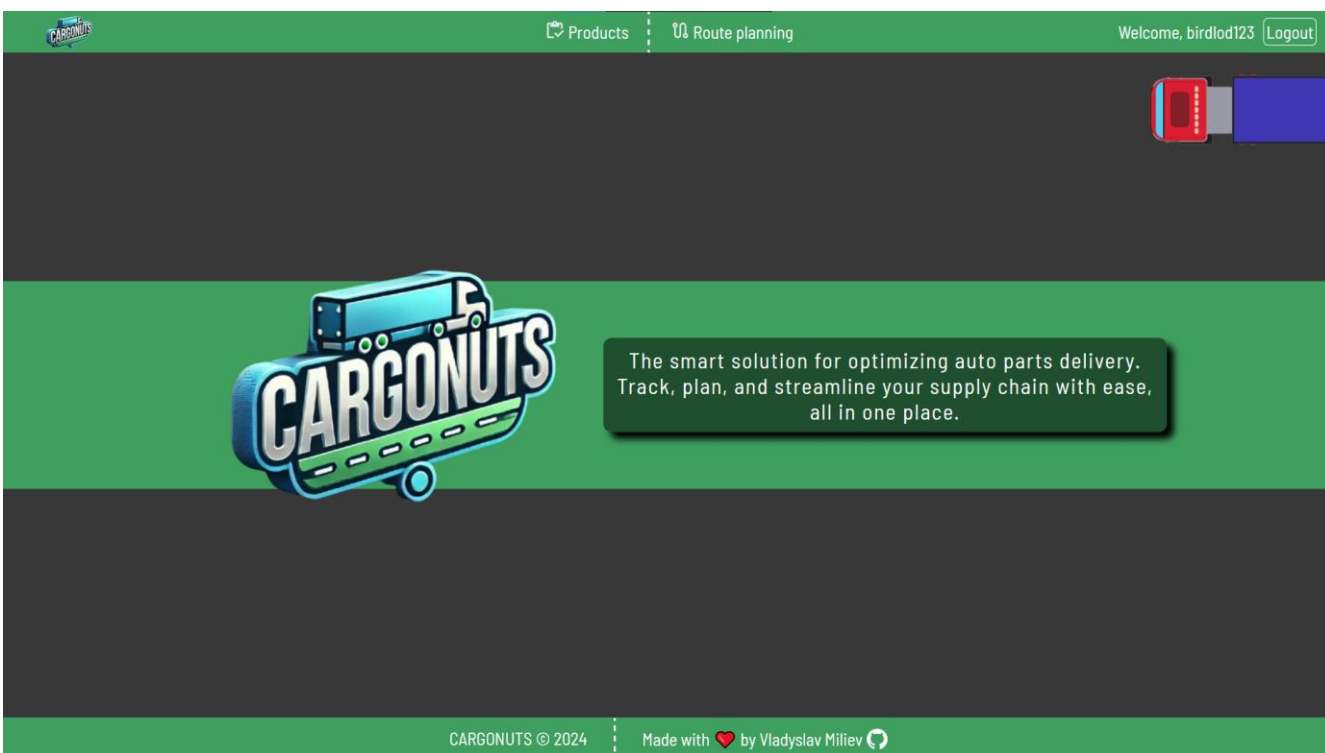 CARGONUTS
Products
Route planning
Welcome, birdlod123
Logout
CARGONUTS
The smart solution for optimizing auto parts delivery.
Track, plan, and streamline your supply chain with ease,
all in one place.
CARGONUTS © 2024
Made with ❤ by Vladyslav Miliev